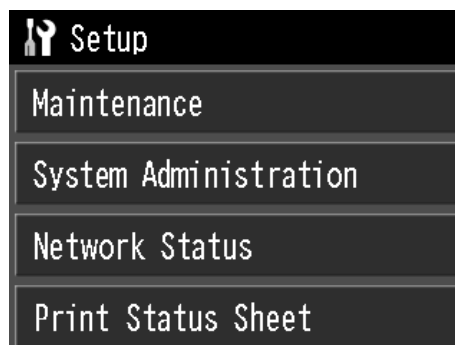 Setup
Maintenance
System Administration
Network Status
Print Status Sheet